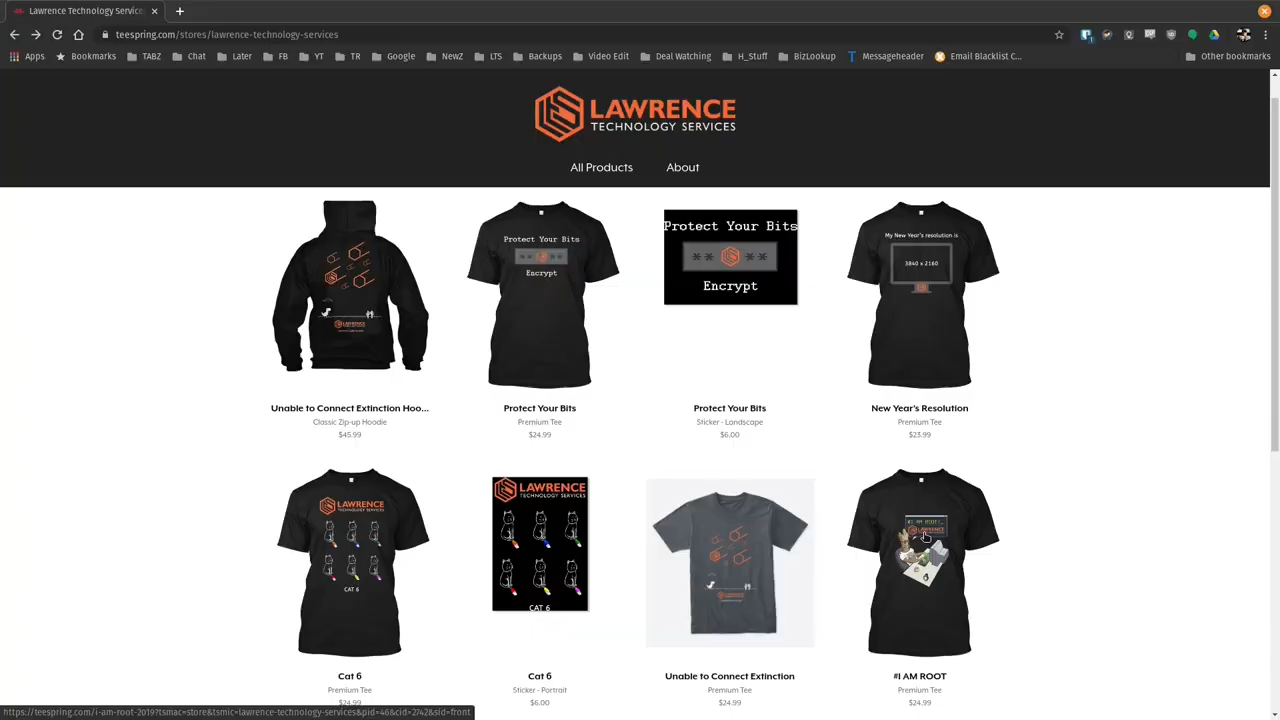 Lawrence Technology Service
teespring.com/stores/lawrence-technology-services
Apps
Bookmarks
TABZ
Chat
Later
FB
YT
TR
Google
NewZ
LTS
Backups
Video Edit
Deal Watching
H_Stuff
BizLookup
Messageheader
Email Blacklist C...
Other bookmarks
LAWRENCE
TECHNOLOGY SERVICES
All Products
About
Protect Your Bits
Encrypt
Protect Your Bits
** **
Encrypt
My New Year's resolution is
3840 x 2160
Unable to Connect Extinction Hoo...
Classic Zip-up Hoodie
$45.99
Protect Your Bits
Premium Tee
$24.99
Protect Your Bits
Sticker - Landscape
$6.00
New Year's Resolution
Premium Tee
$23.99
LAWRENCE
TECHNOLOGY SERVICES
CAT 6
LAWRENCE
TECHNOLOGY SERVICES
CAT 6
#I AM ROOT!
LAWRENCE
Cat 6
Premium Tee
$24.99
Cat 6
Sticker - Portrait
$6.00
Unable to Connect Extinction
Premium Tee
$24.99
#I AM ROOT
Premium Tee
$24.99
https://teespring.com/i-am-root-2019?tsmac=store&tsmic=lawrence-technology-services&pid=46&cid=2742&sid=front